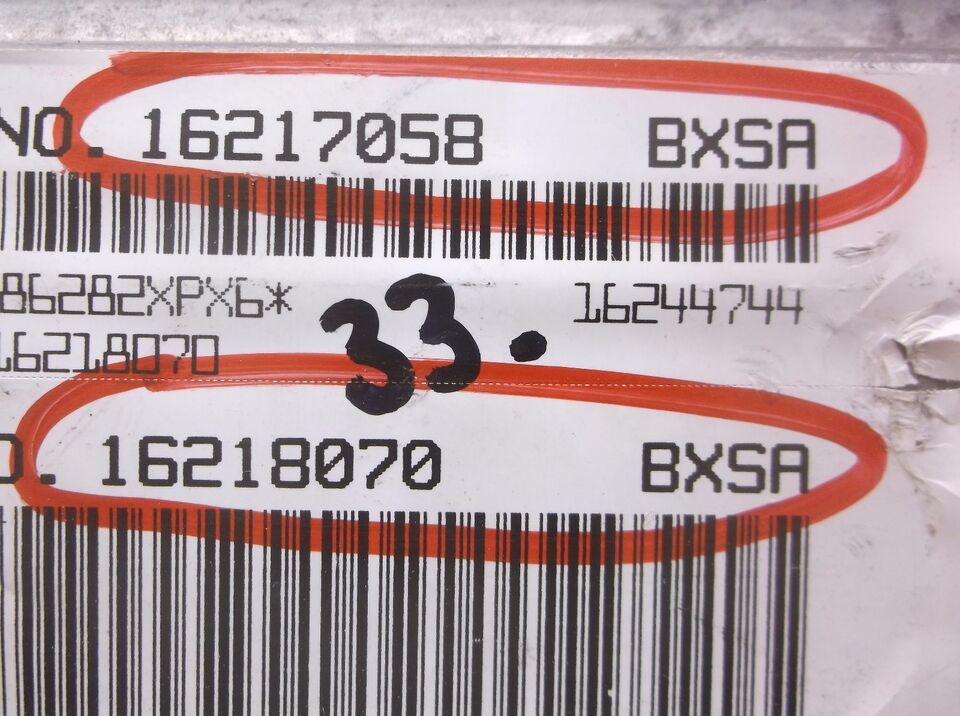 NO. 16217058 BXSA
86282XPX6* 16244744
33.
16218070
O. 16218070 BXSA